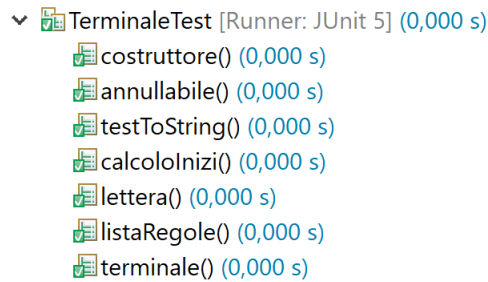 TerminaleTest [Runner: JUnit 5] (0,000 s)
costruttore() (0,000 s)
annullabile() (0,000 s)
testToString() (0,000 s)
calcoloInizi() (0,000 s)
lettera() (0,000 s)
listaRegole() (0,000 s)
terminale() (0,000 s)